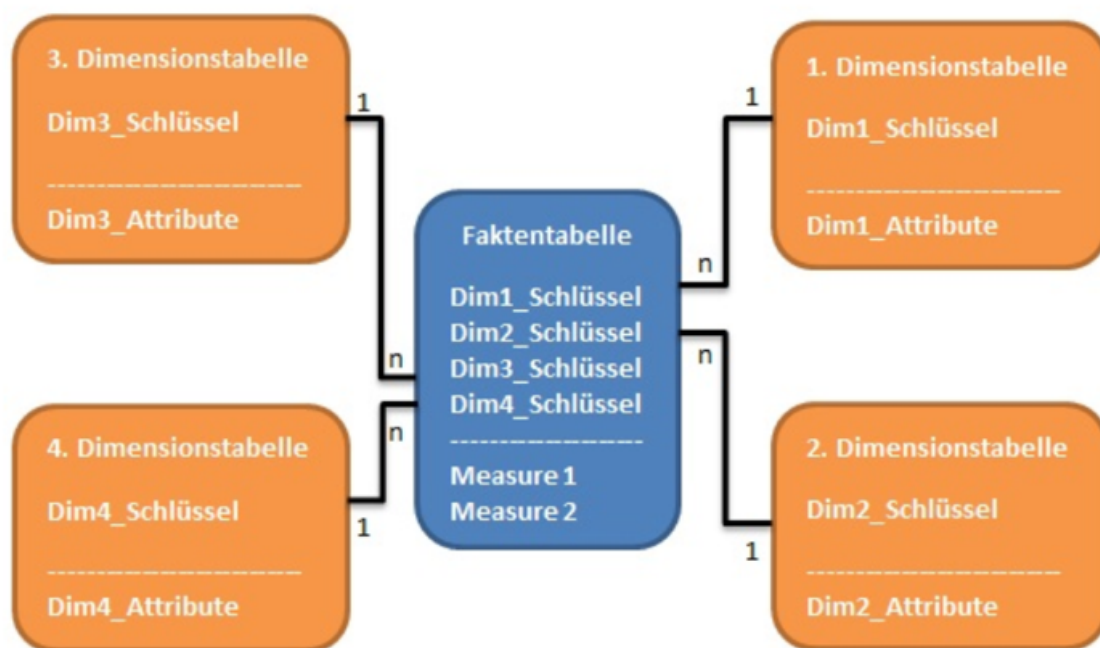 3. Dimensionstabelle
Dim3_Schlüssel
------------------------------
Dim3_Attribute
1
n
1. Dimensionstabelle
Dim1_Schlüssel
------------------------------
Dim1_Attribute
1
n
Faktentabelle
Dim1_Schlüssel
Dim2_Schlüssel
Dim3_Schlüssel
Dim4_Schlüssel
-----------------------
Measure 1
Measure 2
4. Dimensionstabelle
Dim4_Schlüssel
------------------------------
Dim4_Attribute
n
1
2. Dimensionstabelle
Dim2_Schlüssel
------------------------------
Dim2_Attribute
n
1